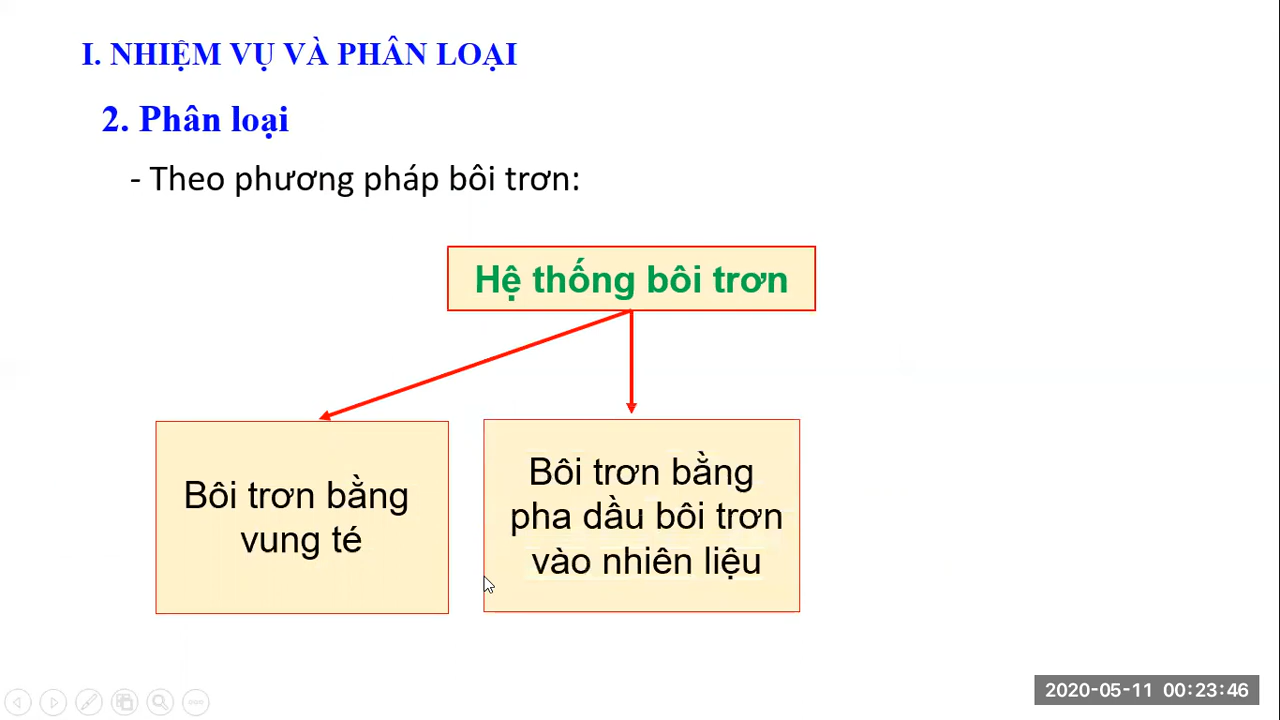 I. NHIỆM VỤ VÀ PHÂN LOẠI
2. Phân loại
- Theo phương pháp bôi trơn:
Hệ thống bôi trơn
Bôi trơn bằng
vung té
Bôi trơn bằng
pha dầu bôi trơn
vào nhiên liệu
2020-05-11 00:23:46